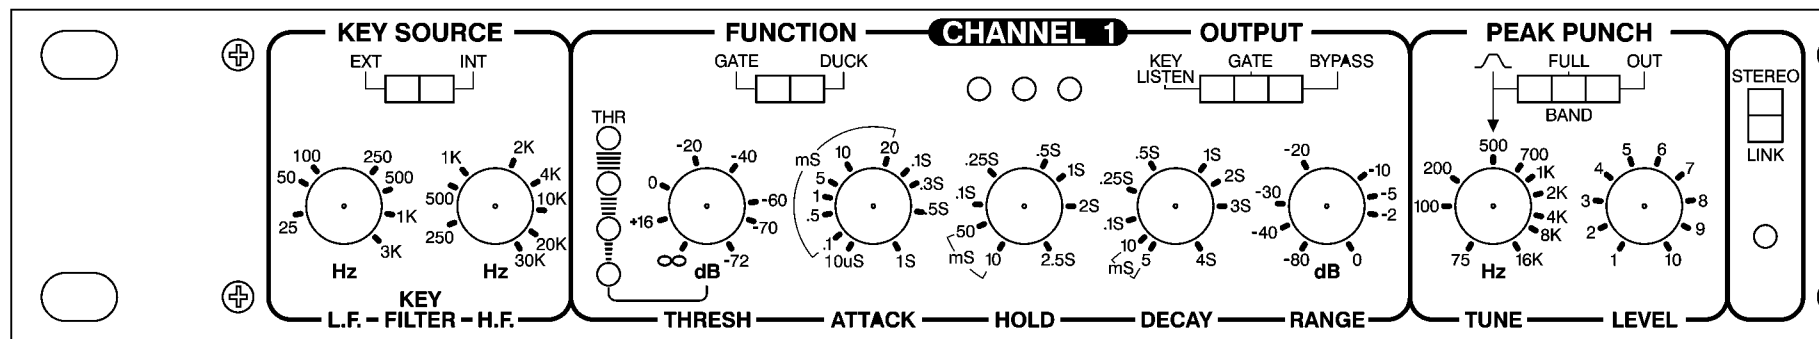 KEY SOURCE
EXT INT
50 100 250 500
25 1K 3K
Hz
1K 2K 4K
500 10K
250 20K 30K
Hz
L.F. KEY FILTER H.F.
CHANNEL 1
FUNCTION
GATE DUCK
THR
-20 -40
0 -60
+16 -70
∞ dB -72
THRESH
mS
10 20 .1S
5 .3S
1 .5S
.5
.1
10uS 1S
ATTACK
.25S .5S 1S
.1S 2S
50
mS
10 2.5S
HOLD
.5S 1S 2S
.25S 3S
.1S
10
mS 5 4S
DECAY
OUTPUT
KEY LISTEN GATE BYPASS
-20 -10
-30 -5
-2
-40
-80 dB 0
RANGE
PEAK PUNCH
FULL OUT
BAND
500 700
200 1K
100 2K
4K
8K
75 Hz 16K
TUNE
5 6
4 7
3 8
2 9
1 10
LEVEL
STEREO
LINK